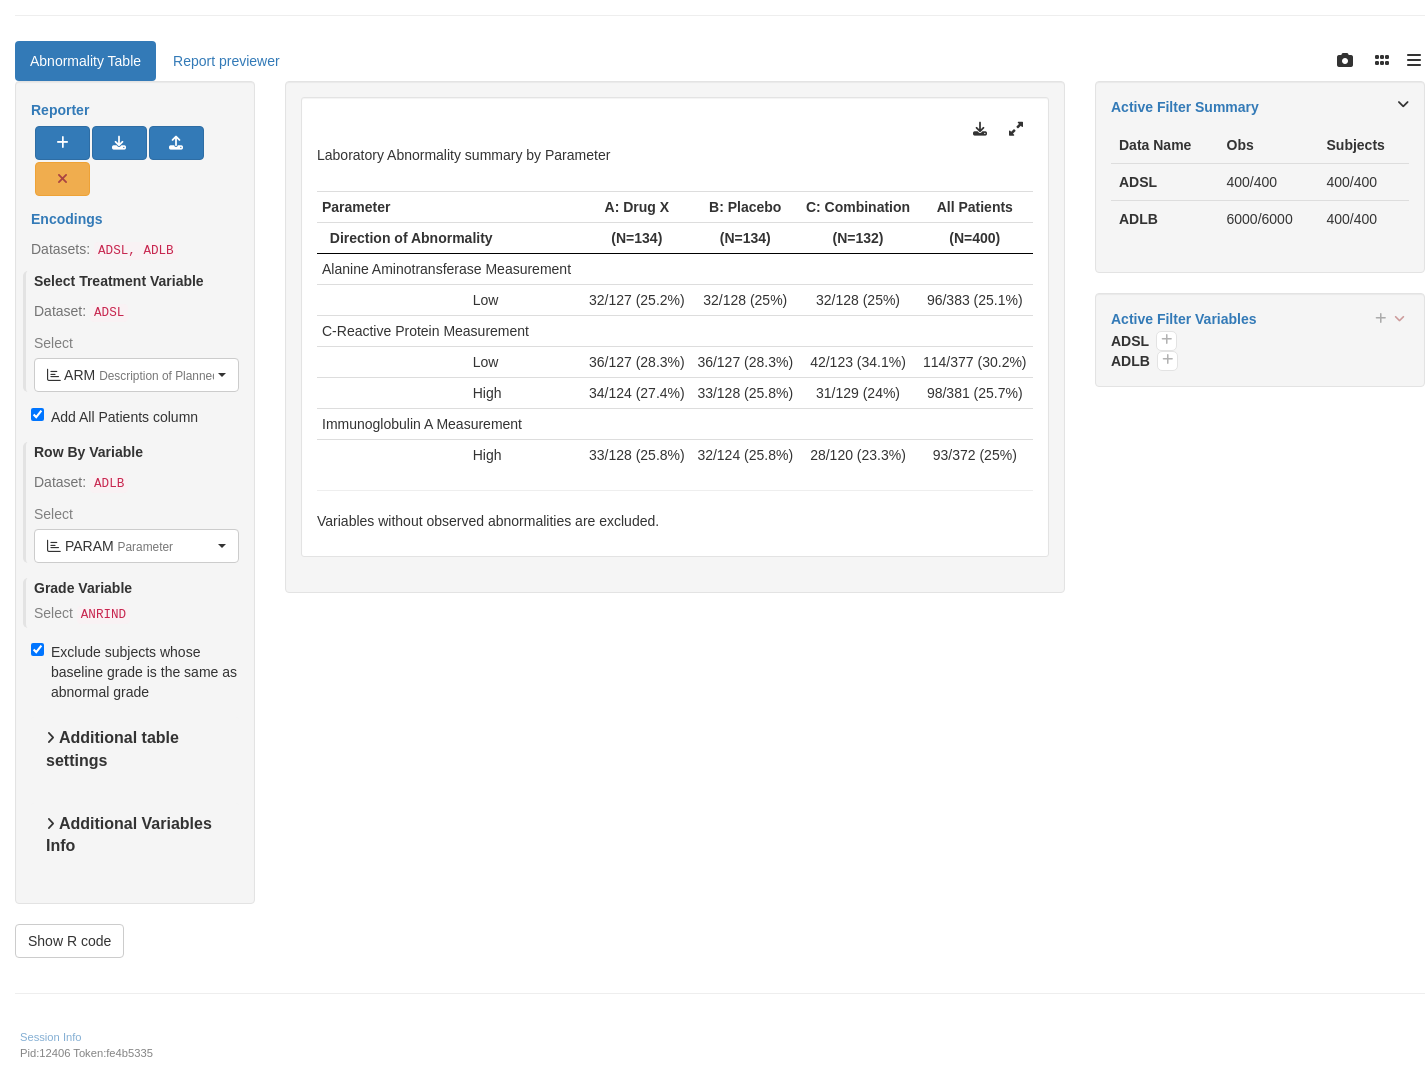 Abnormality Table
Report previewer
Reporter
Encodings
Datasets: ADSL, ADLB
Select Treatment Variable
Dataset: ADSL
Select
ARM Description of Planned
Add All Patients column
Row By Variable
Dataset: ADLB
Select
PARAM Parameter
Grade Variable
Select ANRIND
Exclude subjects whose
baseline grade is the same as
abnormal grade
Additional table
settings
Additional Variables
Info
Show R code
Laboratory Abnormality summary by Parameter
Parameter A: Drug X B: Placebo C: Combination All Patients
Direction of Abnormality (N=134) (N=134) (N=132) (N=400)
Alanine Aminotransferase Measurement
Low 32/127 (25.2%) 32/128 (25%) 32/128 (25%) 96/383 (25.1%)
C-Reactive Protein Measurement
Low 36/127 (28.3%) 36/127 (28.3%) 42/123 (34.1%) 114/377 (30.2%)
High 34/124 (27.4%) 33/128 (25.8%) 31/129 (24%) 98/381 (25.7%)
Immunoglobulin A Measurement
High 33/128 (25.8%) 32/124 (25.8%) 28/120 (23.3%) 93/372 (25%)
Variables without observed abnormalities are excluded.
Active Filter Summary
Data Name Obs Subjects
ADSL 400/400 400/400
ADLB 6000/6000 400/400
Active Filter Variables
ADSL
ADLB
Session Info
Pid:12406 Token:fe4b5335